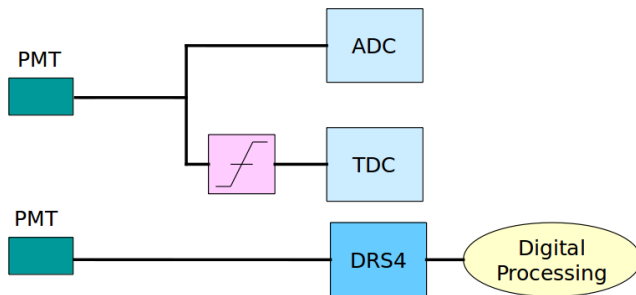 PMT
ADC
TDC
PMT
DRS4
Digital
Processing